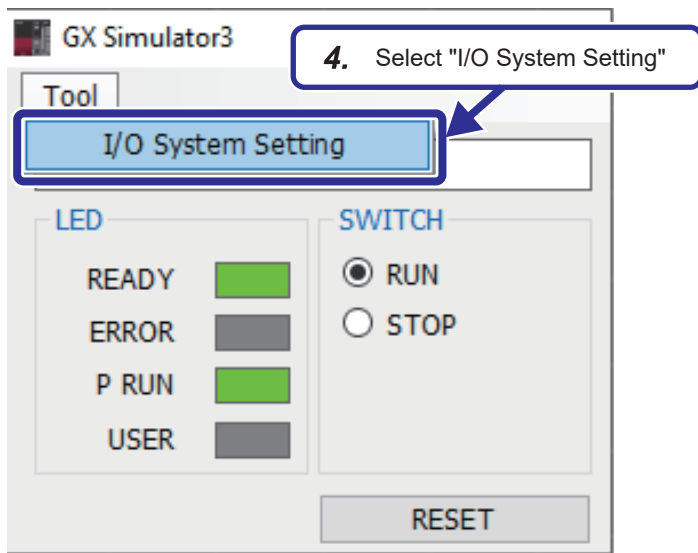 GX Simulator3
4. Select "I/O System Setting"
Tool
I/O System Setting
LED
READY
ERROR
P RUN
USER
SWITCH
RUN
STOP
RESET